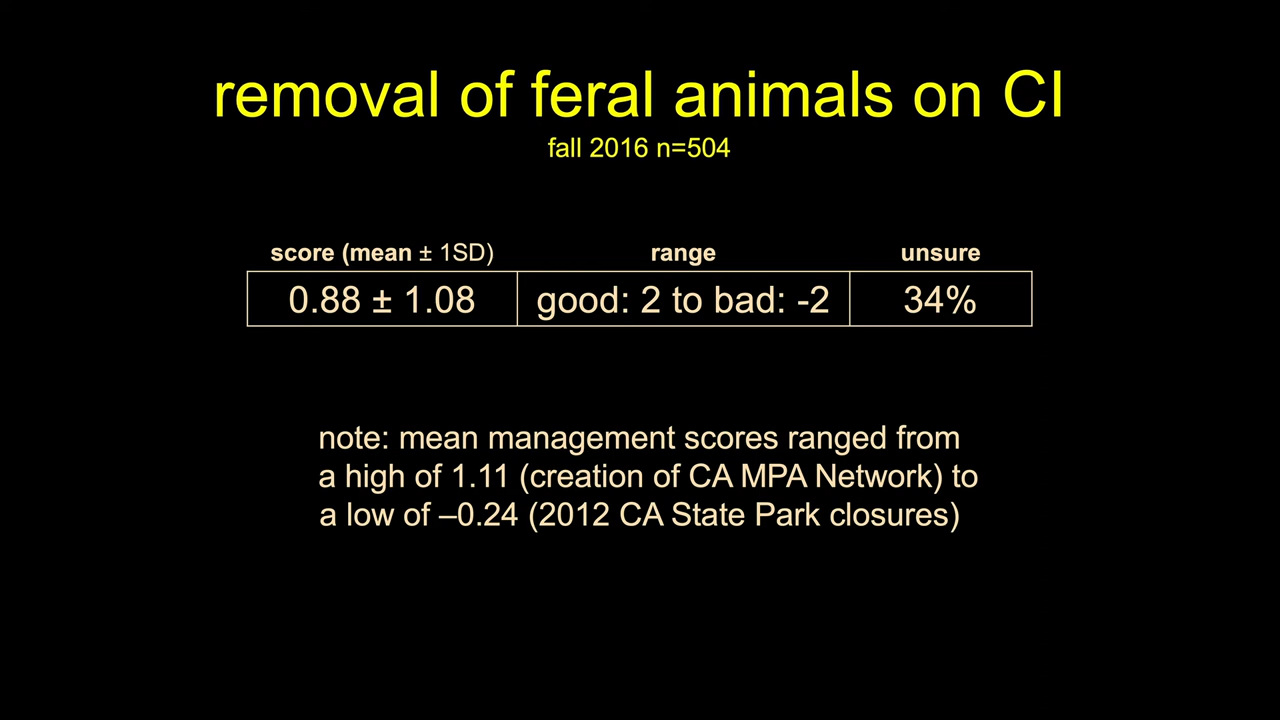 removal of feral animals on CI
fall 2016 n=504
score (mean ± 1SD) range unsure
0.88 ± 1.08 good: 2 to bad: -2 34%
note: mean management scores ranged from
a high of 1.11 (creation of CA MPA Network) to
a low of –0.24 (2012 CA State Park closures)